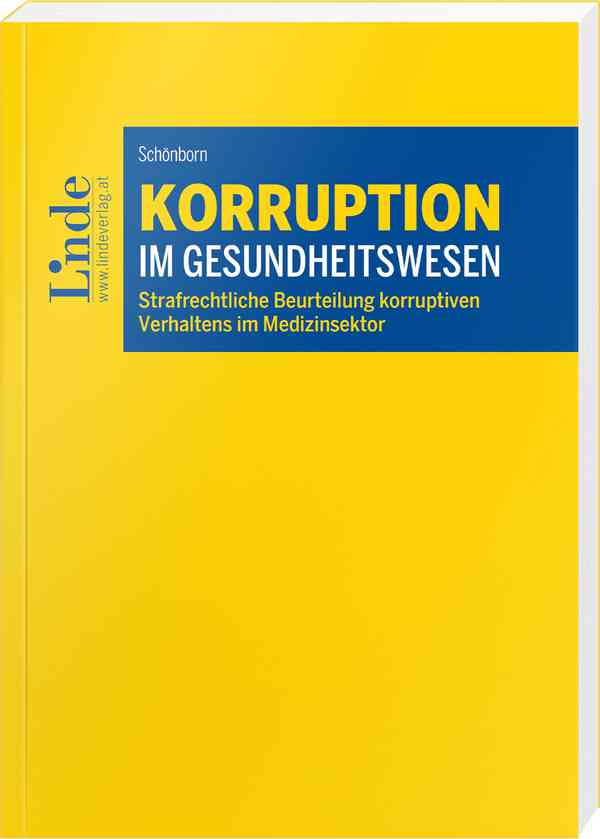 Linde
www.lindeverlag.at
Schönborn
KORRUPTION
IM GESUNDHEITSWESEN
Strafrechtliche Beurteilung korruptiven
Verhaltens im Medizinsektor